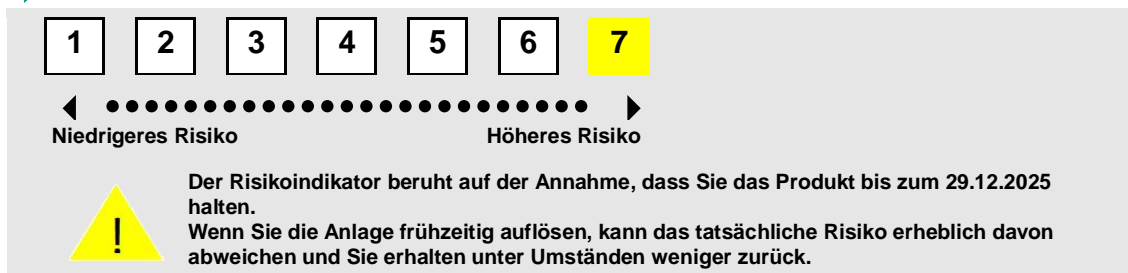 1 2 3 4 5 6 7
Niedrigeres Risiko Höheres Risiko
Der Risikoindikator beruht auf der Annahme, dass Sie das Produkt bis zum 29.12.2025
halten.
! Wenn Sie die Anlage frühzeitig auflösen, kann das tatsächliche Risiko erheblich davon
abweichen und Sie erhalten unter Umständen weniger zurück.